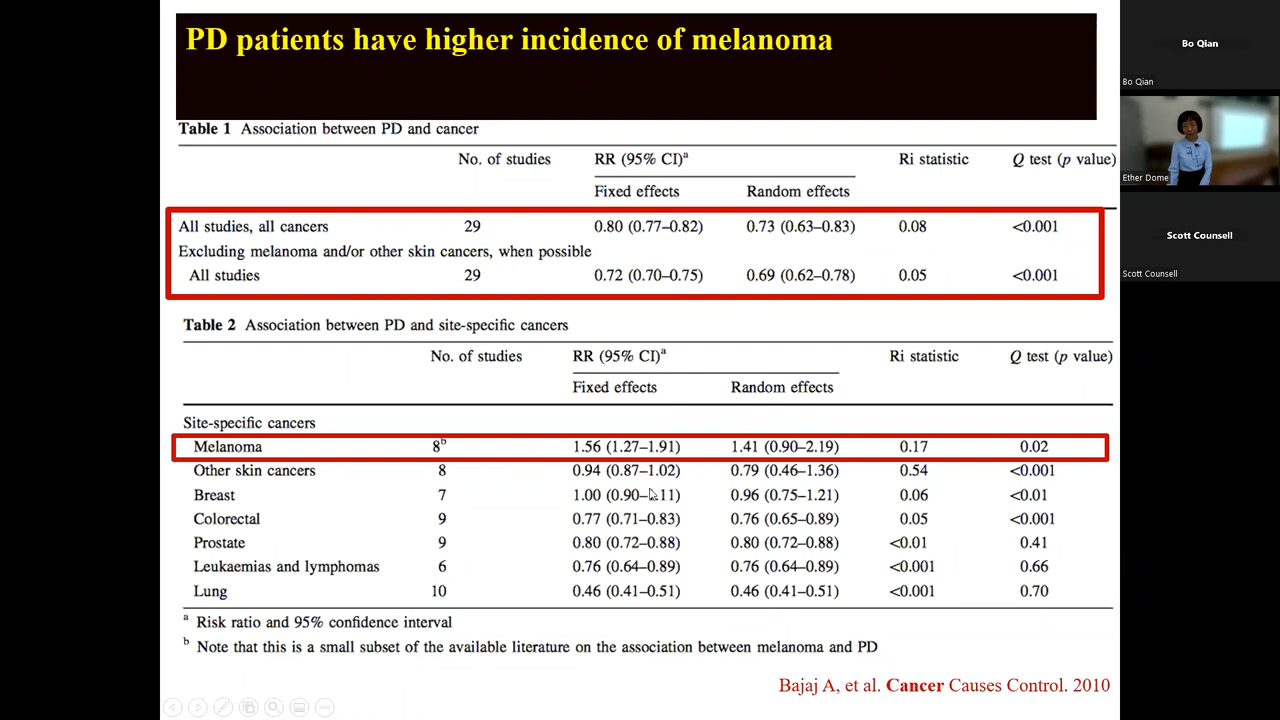 PD patients have higher incidence of melanoma
Table 1 Association between PD and cancer
No. of studies RR (95% CI)a Ri statistic Q test (p value)
Fixed effects Random effects
All studies, all cancers 29 0.80 (0.77–0.82) 0.73 (0.63–0.83) 0.08 <0.001
Excluding melanoma and/or other skin cancers, when possible
All studies 29 0.72 (0.70–0.75) 0.69 (0.62–0.78) 0.05 <0.001
Table 2 Association between PD and site-specific cancers
No. of studies RR (95% CI)a Ri statistic Q test (p value)
Fixed effects Random effects
Site-specific cancers
Melanoma 8b 1.56 (1.27–1.91) 1.41 (0.90–2.19) 0.17 0.02
Other skin cancers 8 0.94 (0.87–1.02) 0.79 (0.46–1.36) 0.54 <0.001
Breast 7 1.00 (0.90–1.11) 0.96 (0.75–1.21) 0.06 <0.01
Colorectal 9 0.77 (0.71–0.83) 0.76 (0.65–0.89) 0.05 <0.001
Prostate 9 0.80 (0.72–0.88) 0.80 (0.72–0.88) <0.01 0.41
Leukaemias and lymphomas 6 0.76 (0.64–0.89) 0.76 (0.64–0.89) <0.001 0.66
Lung 10 0.46 (0.41–0.51) 0.46 (0.41–0.51) <0.001 0.70
a Risk ratio and 95% confidence interval
b Note that this is a small subset of the available literature on the association between melanoma and PD
Bajaj A, et al. Cancer Causes Control. 2010
Bo Qian
Bo Qian
Ether Dome
Scott Counsell
Scott Counsell